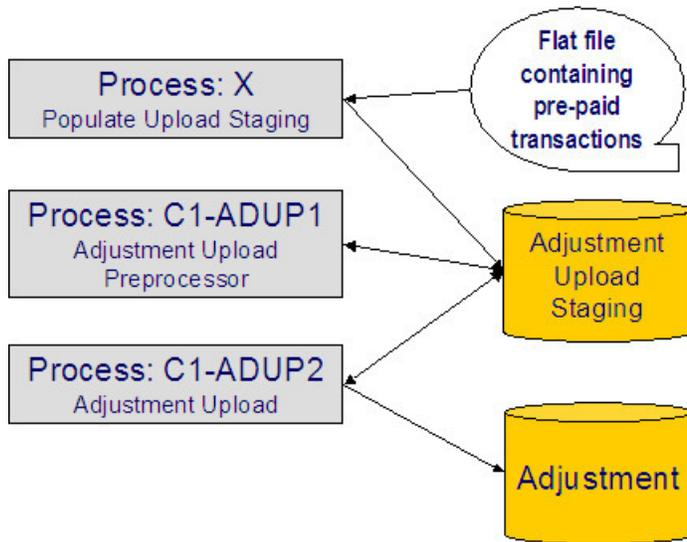 Process: X
Populate Upload Staging
Flat file
containing
pre-paid
transactions
Process: C1-ADUP1
Adjustment Upload
Preprocessor
Adjustment
Upload
Staging
Process: C1-ADUP2
Adjustment Upload
Adjustment